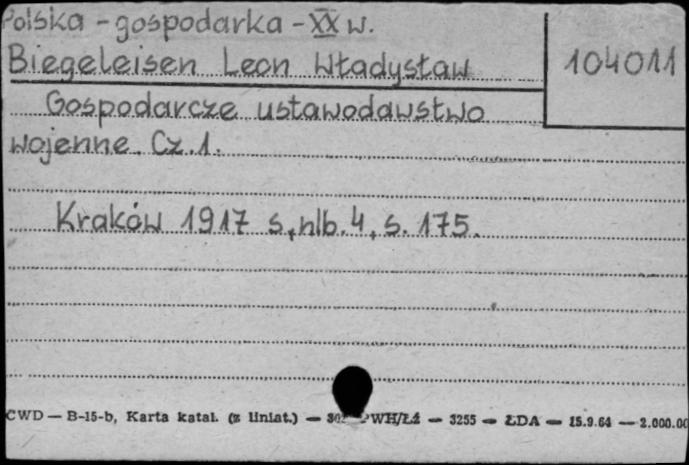 Polska - gospodarka - XX w.
Biegeleisen Leon Władysław
104011
Gospodarcze ustawodawstwo
wojenne. Cz. 1.
Kraków 1917 s, nlb. 4, s. 175.
CWD — B-15-b, Karta katal. (z liniat.) — PWH/Łź — 3255 — ŁDA — 15.9.64 — 2.000.00